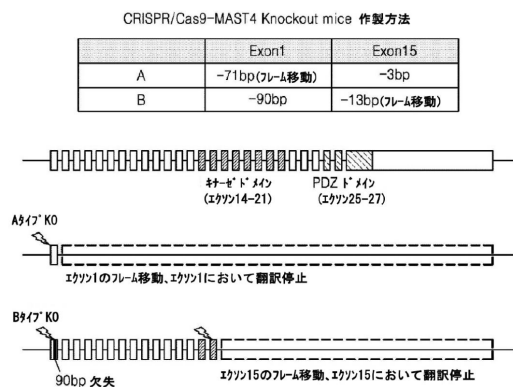 CRISPR/Cas9-MAST4 Knockout mice 作製方法
Exon1 Exon15
A -71bp(フレーム移動) -3bp
B -90bp -13bp(フレーム移動)
キナーゼドメイン PDZ ドメイン
(エクソン14-21) (エクソン25-27)
AタイプKO
エクソン1のフレーム移動、エクソン1において翻訳停止
BタイプKO
90bp 欠失 エクソン15のフレーム移動、エクソン15において翻訳停止